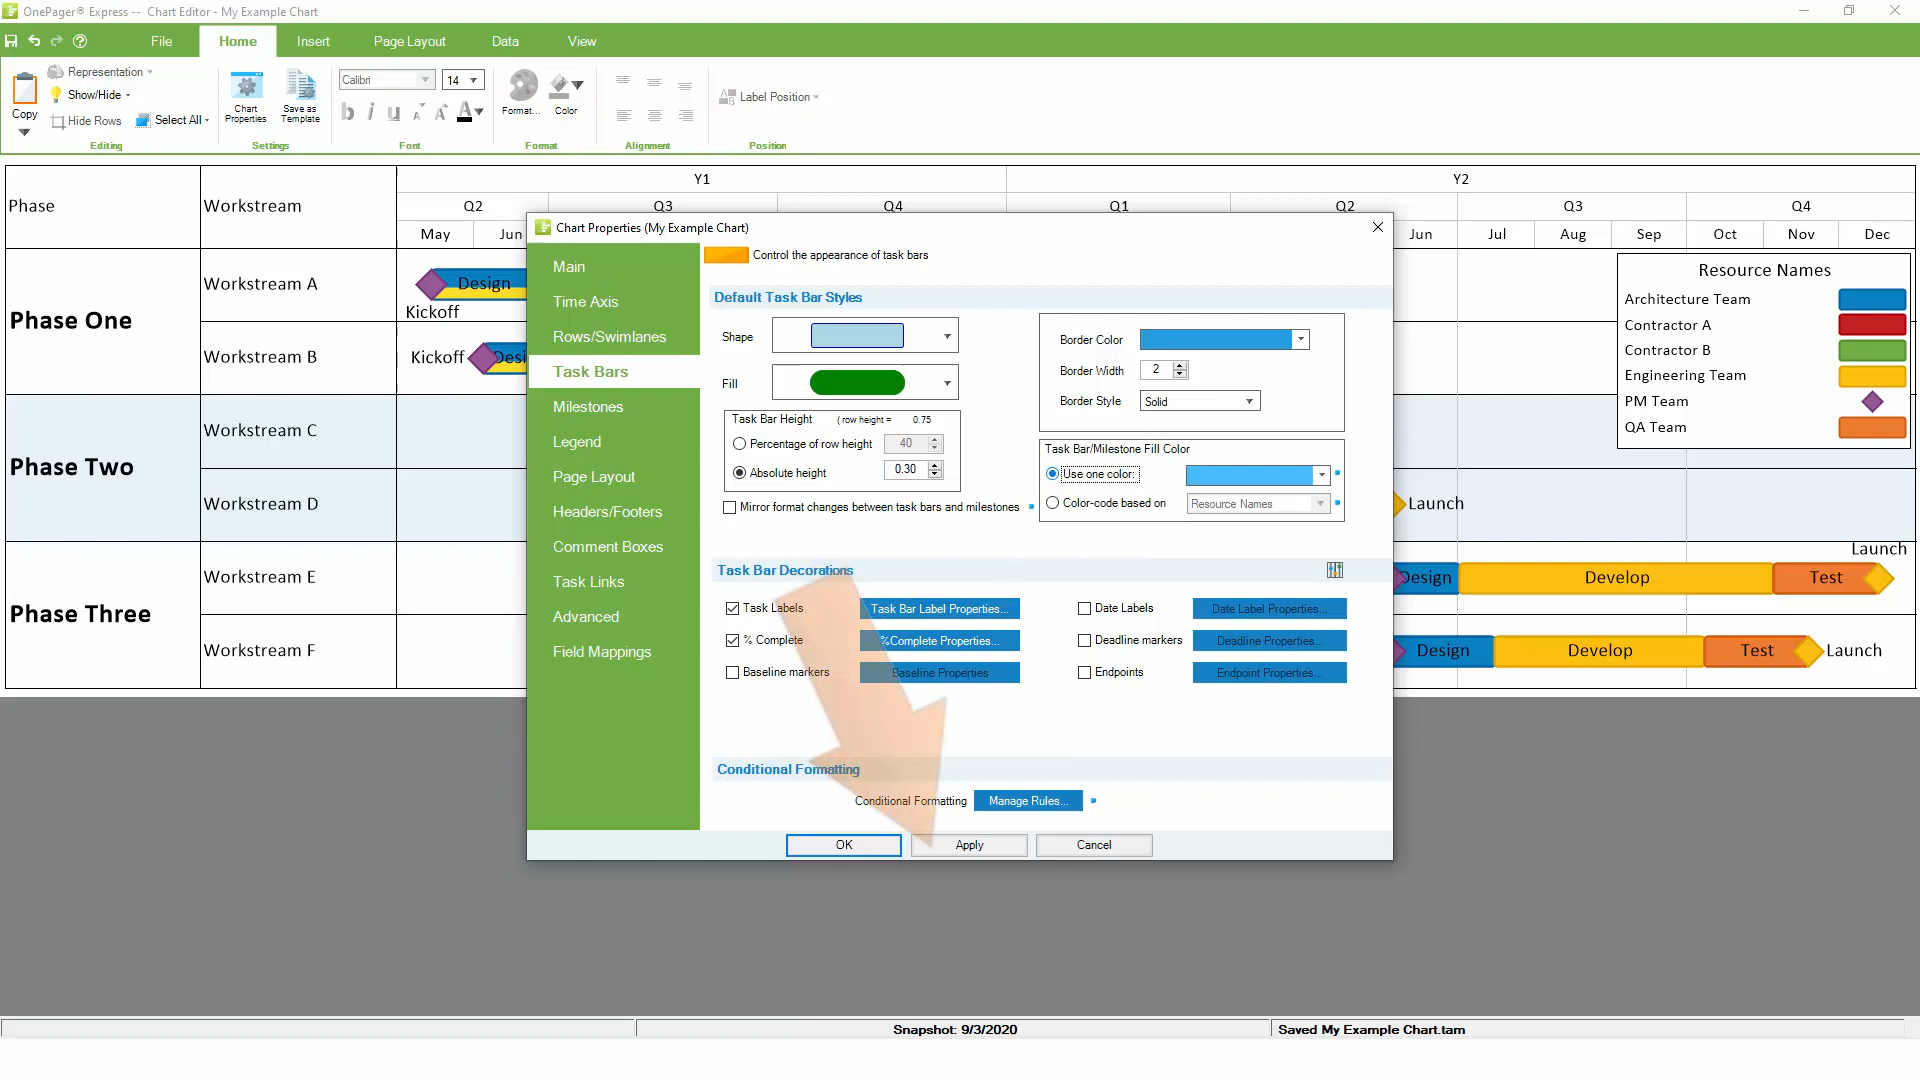 OnePager® Express -- Chart Editor - My Example Chart
File Home Insert Page Layout Data View
Copy
Representation
Show/Hide
Hide Rows
Select All
Editing
Chart
Properties
Save as
Template
Settings
Calibri 14
b i u A A A
Font
Format...
Color
Format
Alignment
Label Position
Position
Phase Workstream
Y1 Y2
Q2 Q3 Q4 Q1 Q2 Q3 Q4
May Jun Jun Jul Aug Sep Oct Nov Dec
Phase One
Workstream A
Design
Kickoff
Workstream B
Kickoff
Phase Two
Workstream C
Workstream D
Launch
Phase Three
Workstream E
Design Develop Test
Launch
Workstream F
Design Develop Test Launch
Resource Names
Architecture Team
Contractor A
Contractor B
Engineering Team
PM Team
QA Team
Chart Properties (My Example Chart)
Main
Time Axis
Rows/Swimlanes
Task Bars
Milestones
Legend
Page Layout
Headers/Footers
Comment Boxes
Task Links
Advanced
Field Mappings
Control the appearance of task bars
Default Task Bar Styles
Shape
Fill
Task Bar Height ( row height = 0.75
Percentage of row height 40
Absolute height 0.30
Mirror format changes between task bars and milestones
Border Color
Border Width 2
Border Style Solid
Task Bar/Milestone Fill Color
Use one color:
Color-code based on Resource Names
Task Bar Decorations
Task Labels Task Bar Label Properties... Date Labels Date Label Properties...
% Complete %Complete Properties... Deadline markers Deadline Properties...
Baseline markers Baseline Properties Endpoints Endpoint Properties...
Conditional Formatting
Conditional Formatting Manage Rules...
OK Apply Cancel
Snapshot: 9/3/2020 Saved My Example Chart.tam